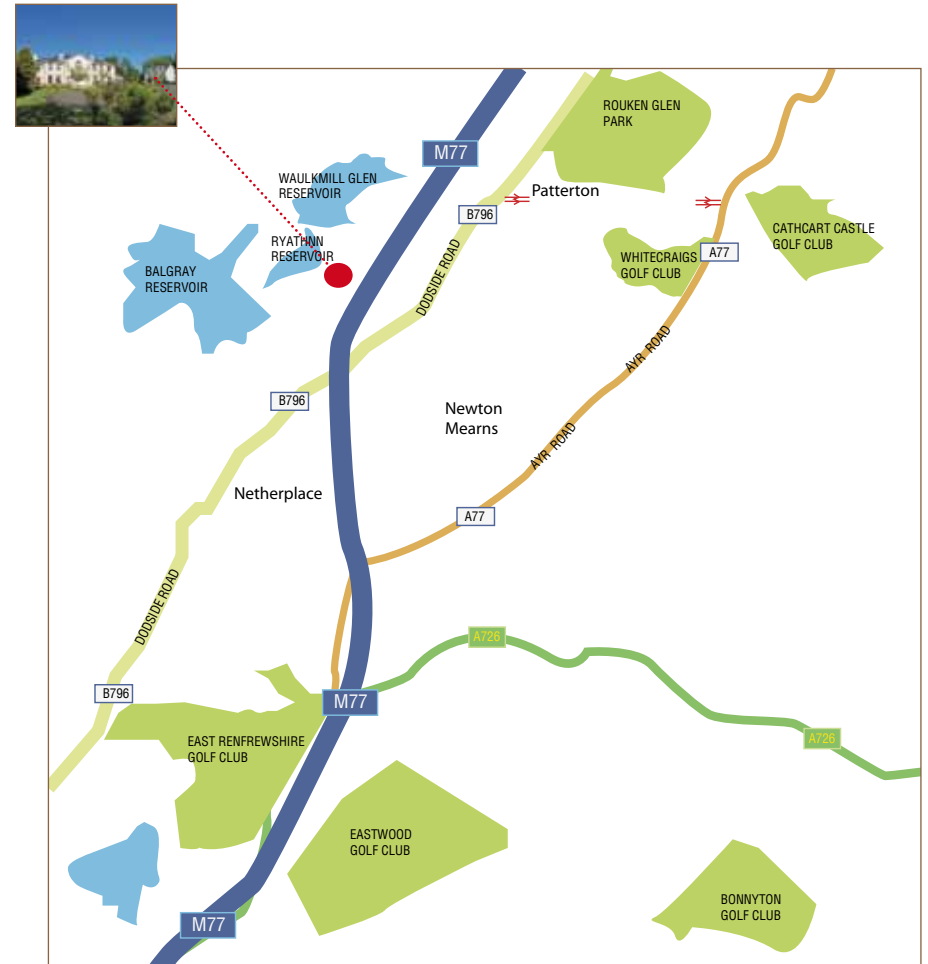 ROUKEN GLEN
PARK
M77
WAULKMILL GLEN
RESERVOIR
Patterton
B796
RYATHNN
RESERVOIR
CATHCART CASTLE
GOLF CLUB
WHITECRAIGS
GOLF CLUB
A77
BALGRAY
RESERVOIR
DODSIDE ROAD
AYR ROAD
B796
Newton
Mearns
AYR ROAD
Netherplace
A77
DODSIDE ROAD
A726
B796
M77
EAST RENFREWSHIRE
GOLF CLUB
A726
EASTWOOD
GOLF CLUB
BONNYTON
GOLF CLUB
M77